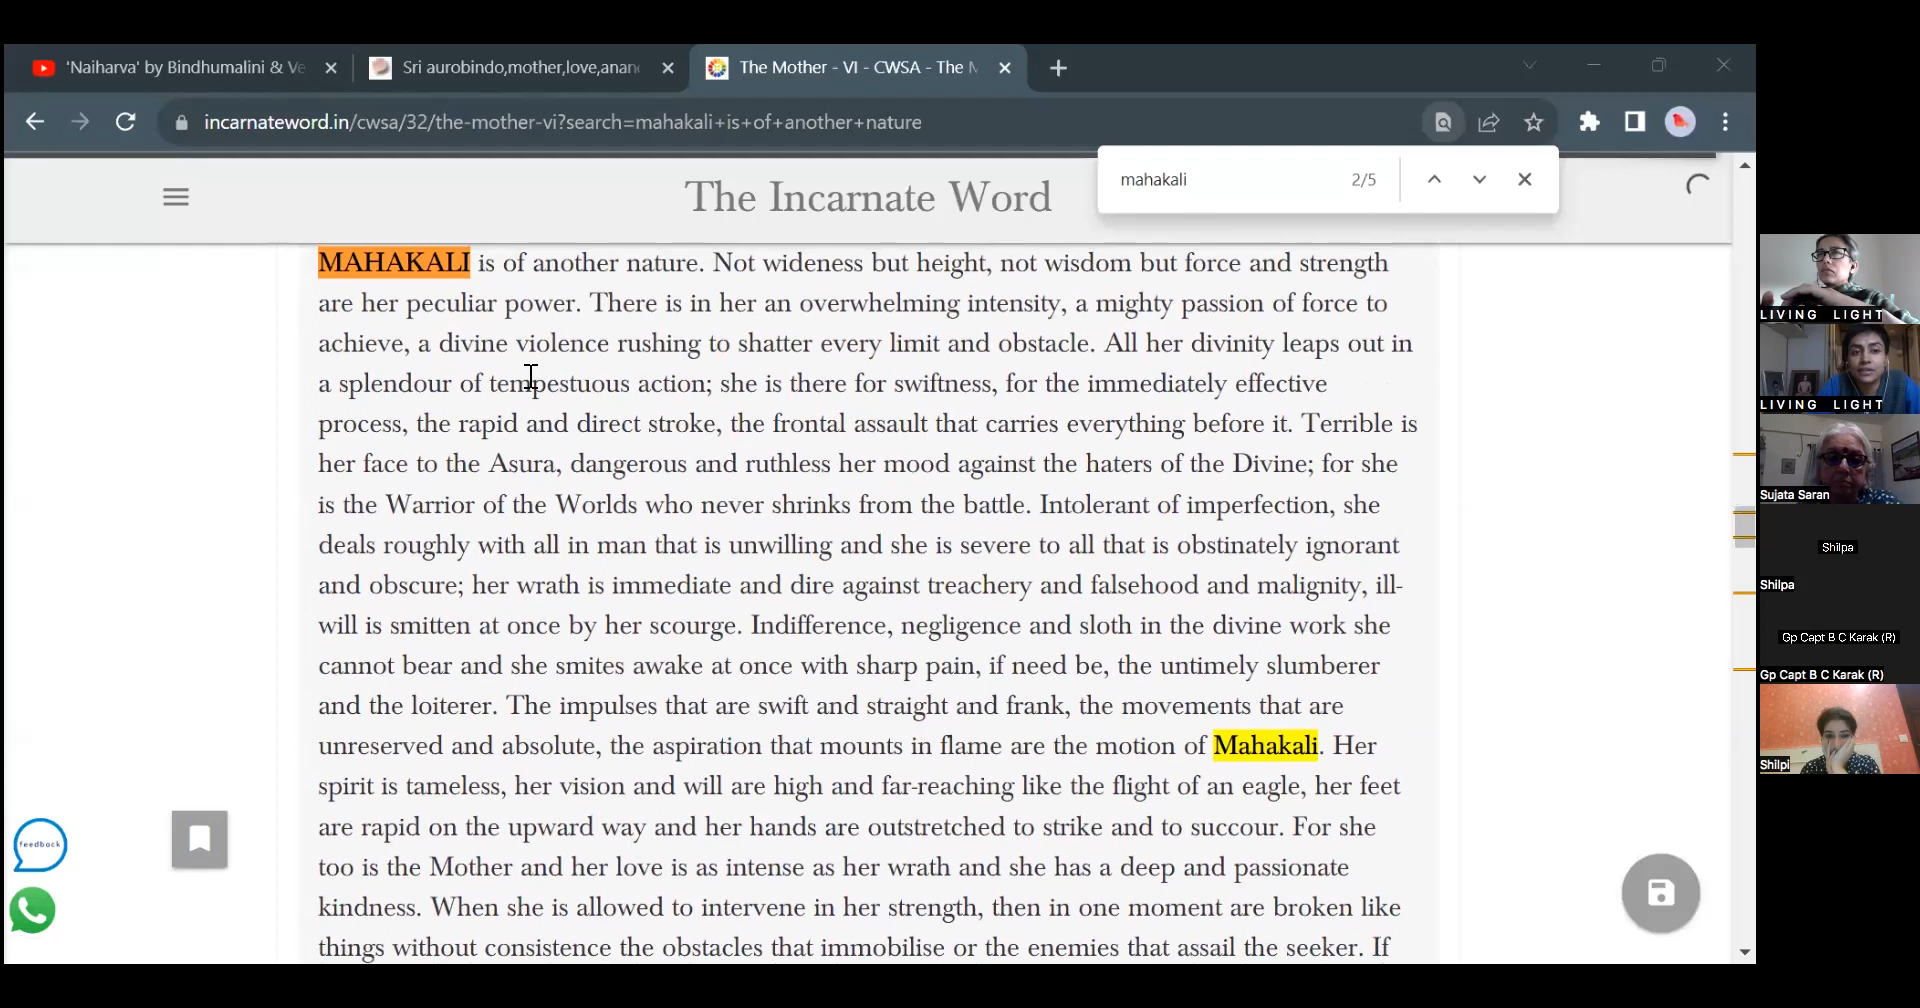 'Naiharva' by Bindhumalini & Ve
Sri aurobindo,mother,love,anan
The Mother - VI - CWSA - The M
incarnateword.in/cwsa/32/the-mother-vi?search=mahakali+is+of+another+nature
mahakali
2/5
The Incarnate Word
MAHAKALI is of another nature. Not wideness but height, not wisdom but force and strength
are her peculiar power. There is in her an overwhelming intensity, a mighty passion of force to
achieve, a divine violence rushing to shatter every limit and obstacle. All her divinity leaps out in
a splendour of tempestuous action; she is there for swiftness, for the immediately effective
process, the rapid and direct stroke, the frontal assault that carries everything before it. Terrible is
her face to the Asura, dangerous and ruthless her mood against the haters of the Divine; for she
is the Warrior of the Worlds who never shrinks from the battle. Intolerant of imperfection, she
deals roughly with all in man that is unwilling and she is severe to all that is obstinately ignorant
and obscure; her wrath is immediate and dire against treachery and falsehood and malignity, ill-
will is smitten at once by her scourge. Indifference, negligence and sloth in the divine work she
cannot bear and she smites awake at once with sharp pain, if need be, the untimely slumberer
and the loiterer. The impulses that are swift and straight and frank, the movements that are
unreserved and absolute, the aspiration that mounts in flame are the motion of Mahakali. Her
spirit is tameless, her vision and will are high and far-reaching like the flight of an eagle, her feet
are rapid on the upward way and her hands are outstretched to strike and to succour. For she
too is the Mother and her love is as intense as her wrath and she has a deep and passionate
kindness. When she is allowed to intervene in her strength, then in one moment are broken like
things without consistence the obstacles that immobilise or the enemies that assail the seeker. If
feedback
LIVING LIGHT
LIVING LIGHT
Sujata Saran
Shilpa
Shilpa
Gp Capt B C Karak (R)
Gp Capt B C Karak (R)
Shilpi